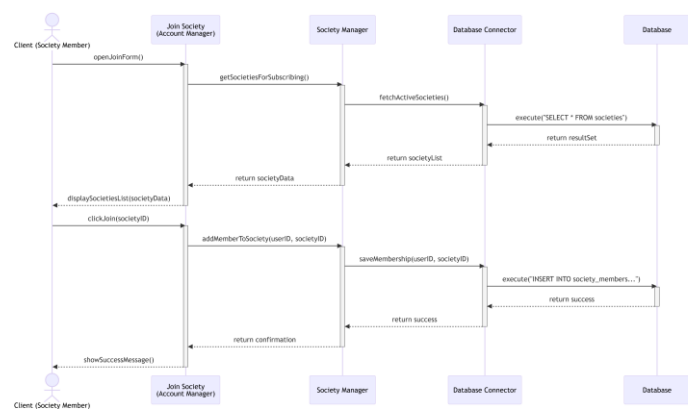 Client (Society Member)
Join Society
(Account Manager)
Society Manager
Database Connector
Database
openJoinForm()
getSocietiesForSubscribing()
fetchActiveSocieties()
execute("SELECT * FROM societies")
return resultSet
return societyList
return societyData
displaySocietiesList(societyData)
clickJoin(societyID)
addMemberToSociety(userID, societyID)
saveMembership(userID, societyID)
execute("INSERT INTO society_members...")
return success
return success
return confirmation
showSuccessMessage()
Client (Society Member)
Join Society
(Account Manager)
Society Manager
Database Connector
Database